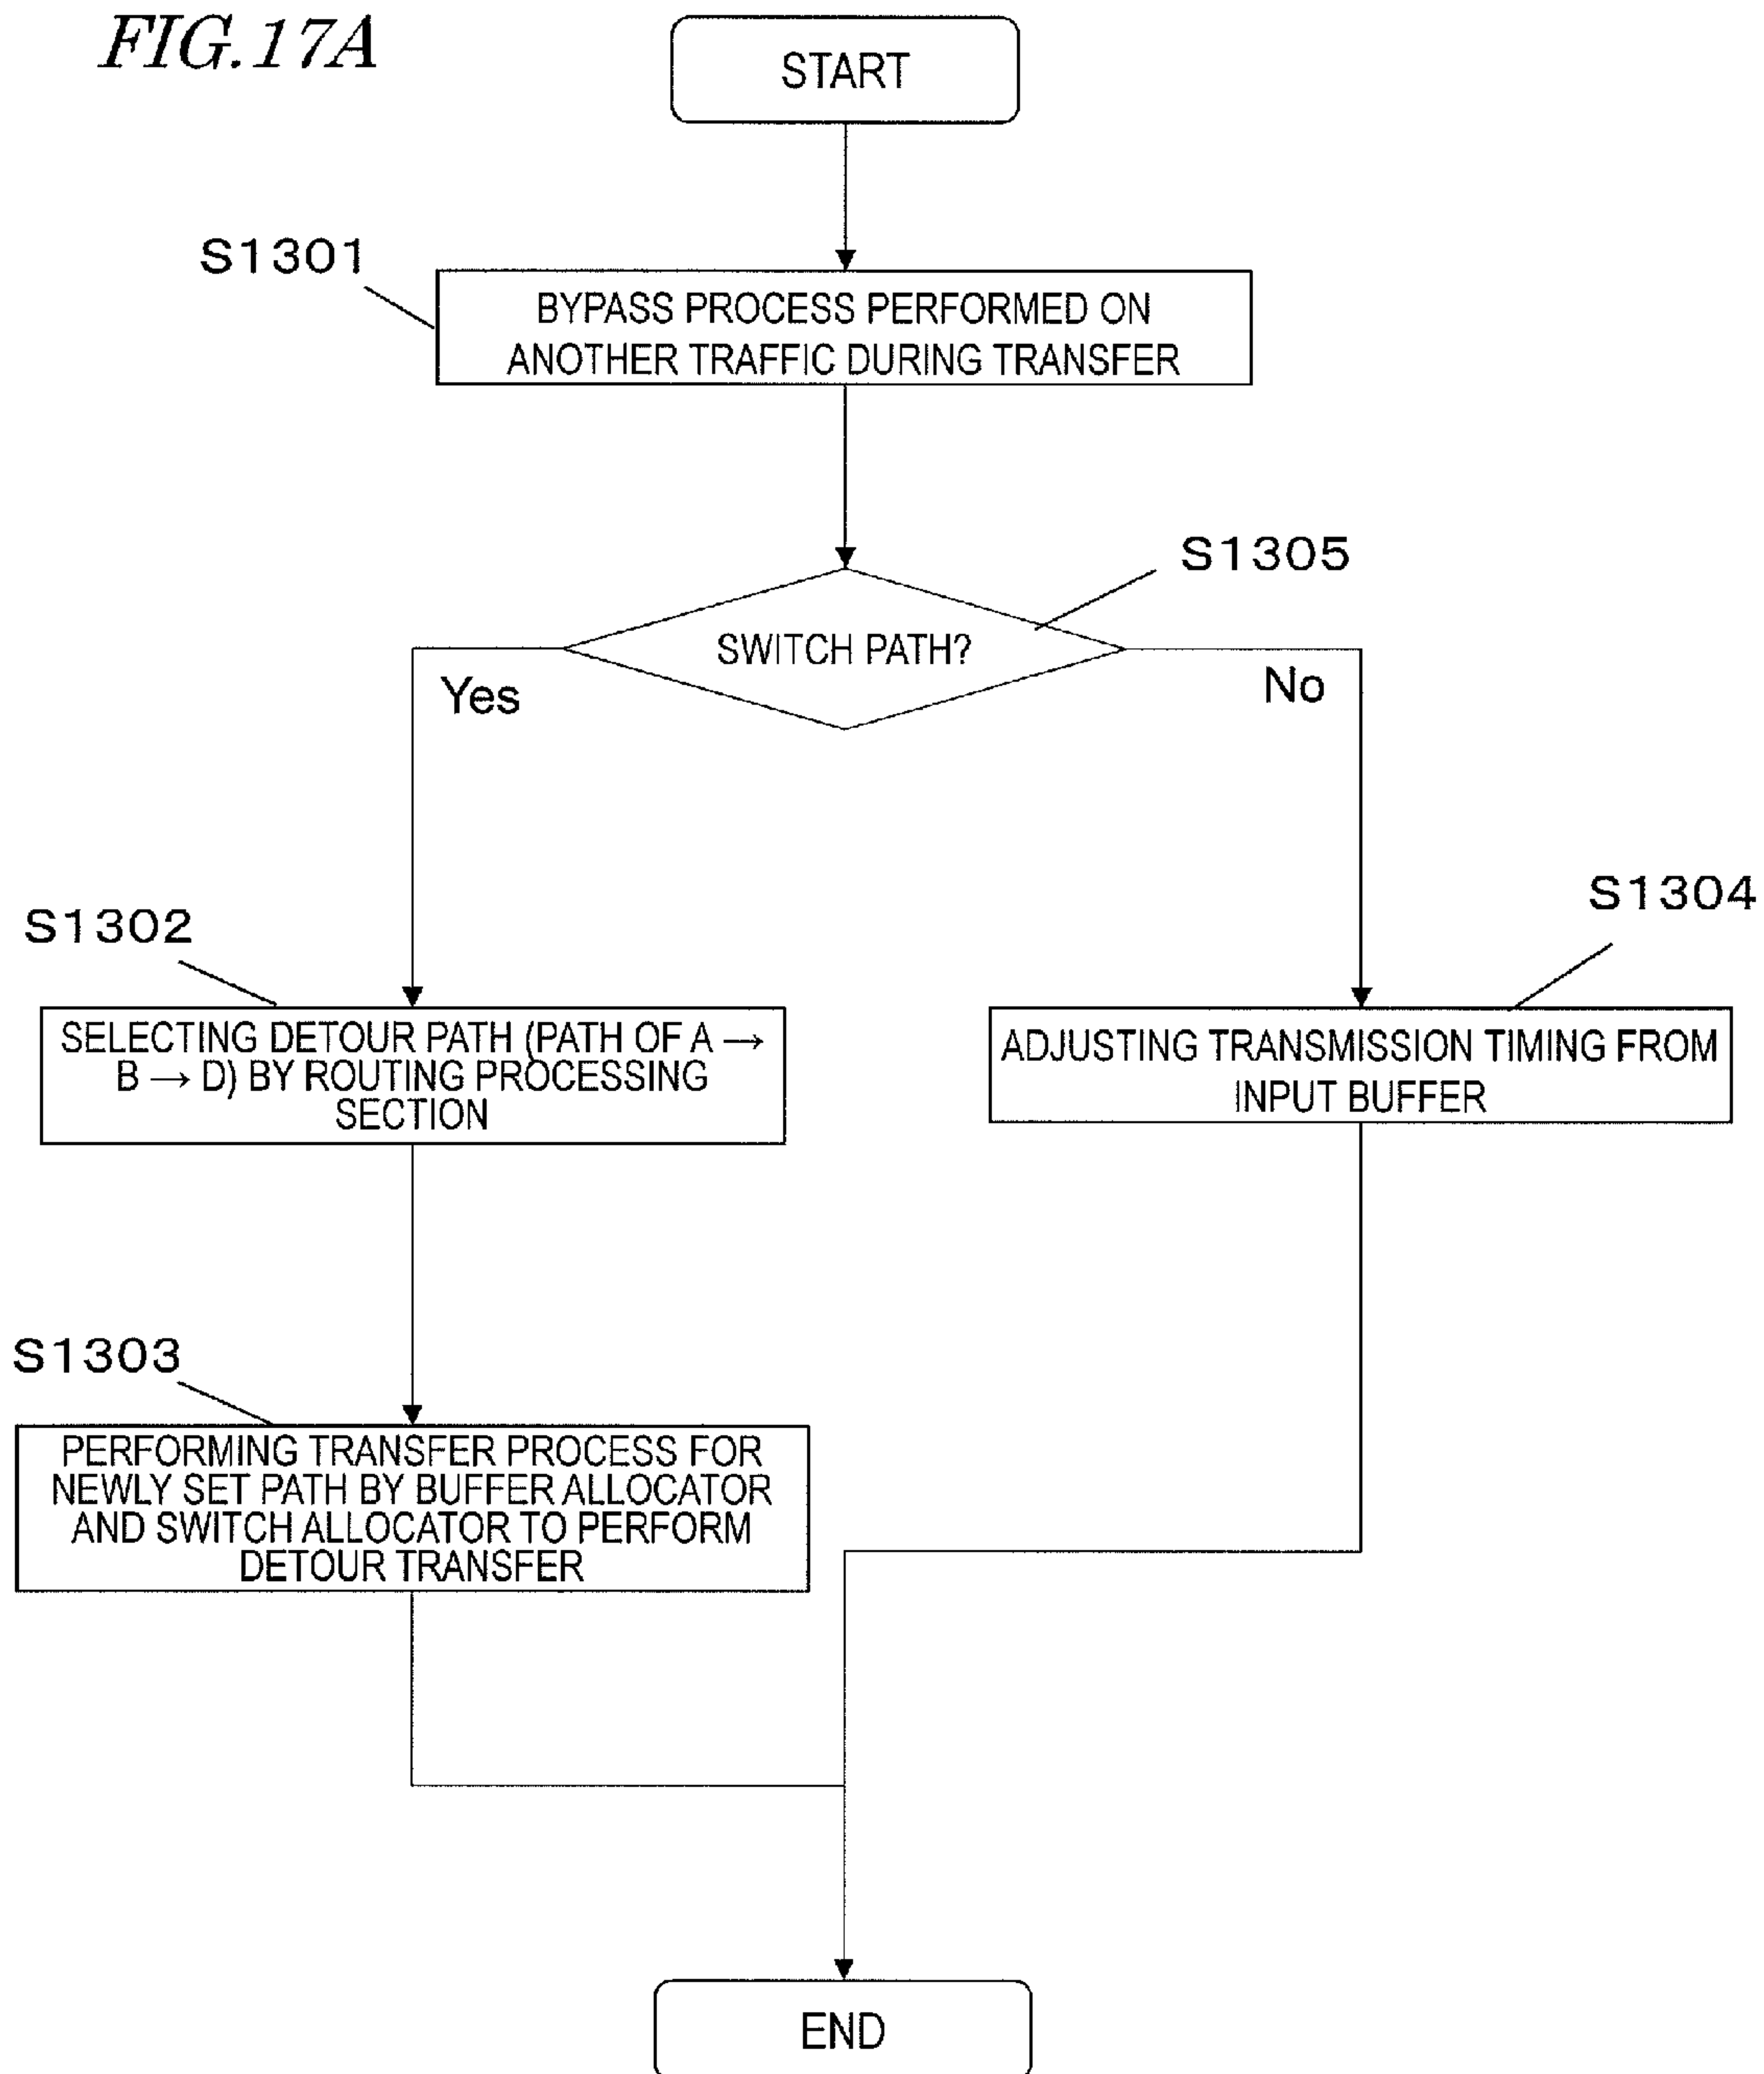 FIG.17A
START
S1301
BYPASS PROCESS PERFORMED ON
ANOTHER TRAFFIC DURING TRANSFER
S1305
SWITCH PATH?
Yes
No
S1302
SELECTING DETOUR PATH (PATH OF A →
B → D) BY ROUTING PROCESSING
SECTION
S1304
ADJUSTING TRANSMISSION TIMING FROM
INPUT BUFFER
S1303
PERFORMING TRANSFER PROCESS FOR
NEWLY SET PATH BY BUFFER ALLOCATOR
AND SWITCH ALLOCATOR TO PERFORM
DETOUR TRANSFER
END